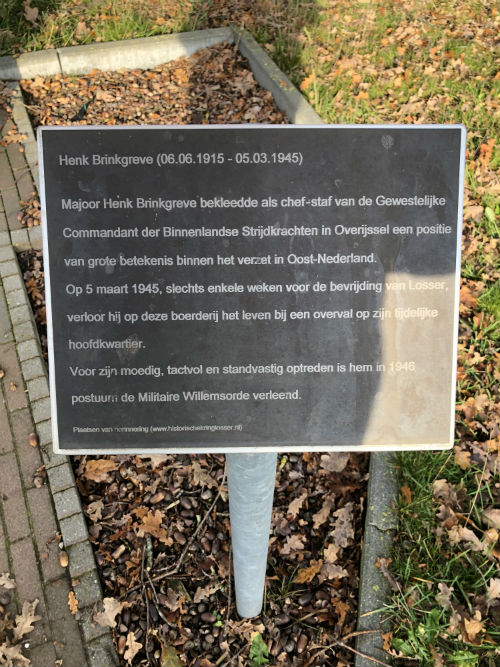 Henk Brinkgreve (06.06.1915 - 05.03.1945)
Majoor Henk Brinkgreve bekleedde als chef-staf van de Gewestelijke
Commandant der Binnenlandse Strijdkrachten in Overijssel een positie
van grote betekenis binnen het verzet in Oost-Nederland.
Op 5 maart 1945, slechts enkele weken voor de bevrijding van Losser,
verloor hij op deze boerderij het leven bij een overval op zijn tijdelijke
hoofdkwartier.
Voor zijn moedig, tactvol en standvastig optreden is hem in 1946
postuum de Militaire Willemsorde verleend.
Plaatsen van herinnering (www.historischekringlosser.nl)